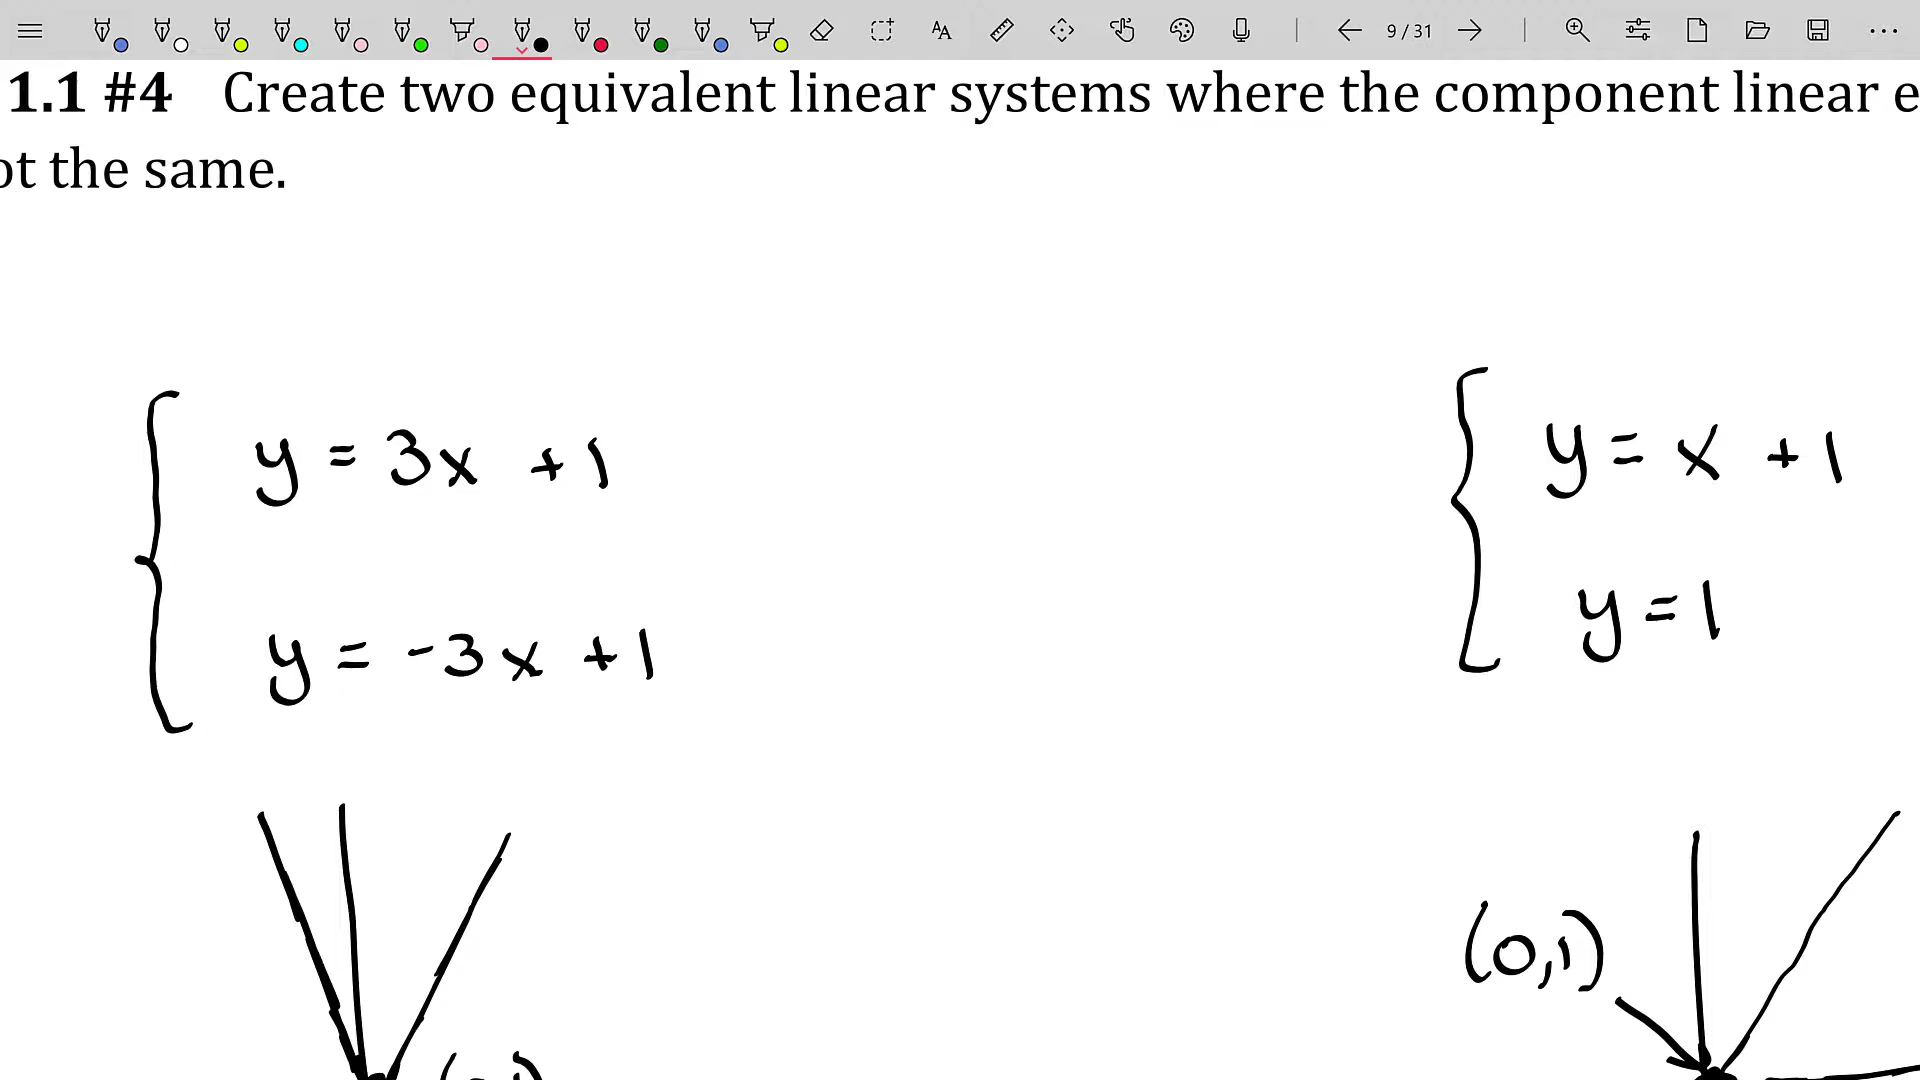 9 / 31
1.1 #4 Create two equivalent linear systems where the component linear e
ot the same.
y = 3x + 1
y = -3x + 1
y = x + 1
y = 1
(0,1)